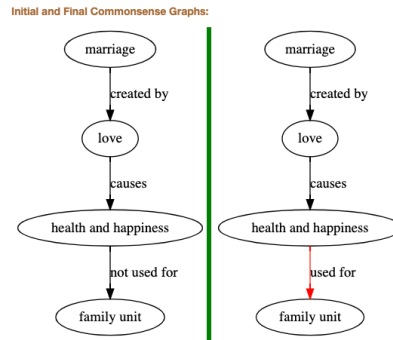 Initial and Final Commonsense Graphs:
marriage
created by
love
causes
health and happiness
not used for
family unit
marriage
created by
love
causes
health and happiness
used for
family unit